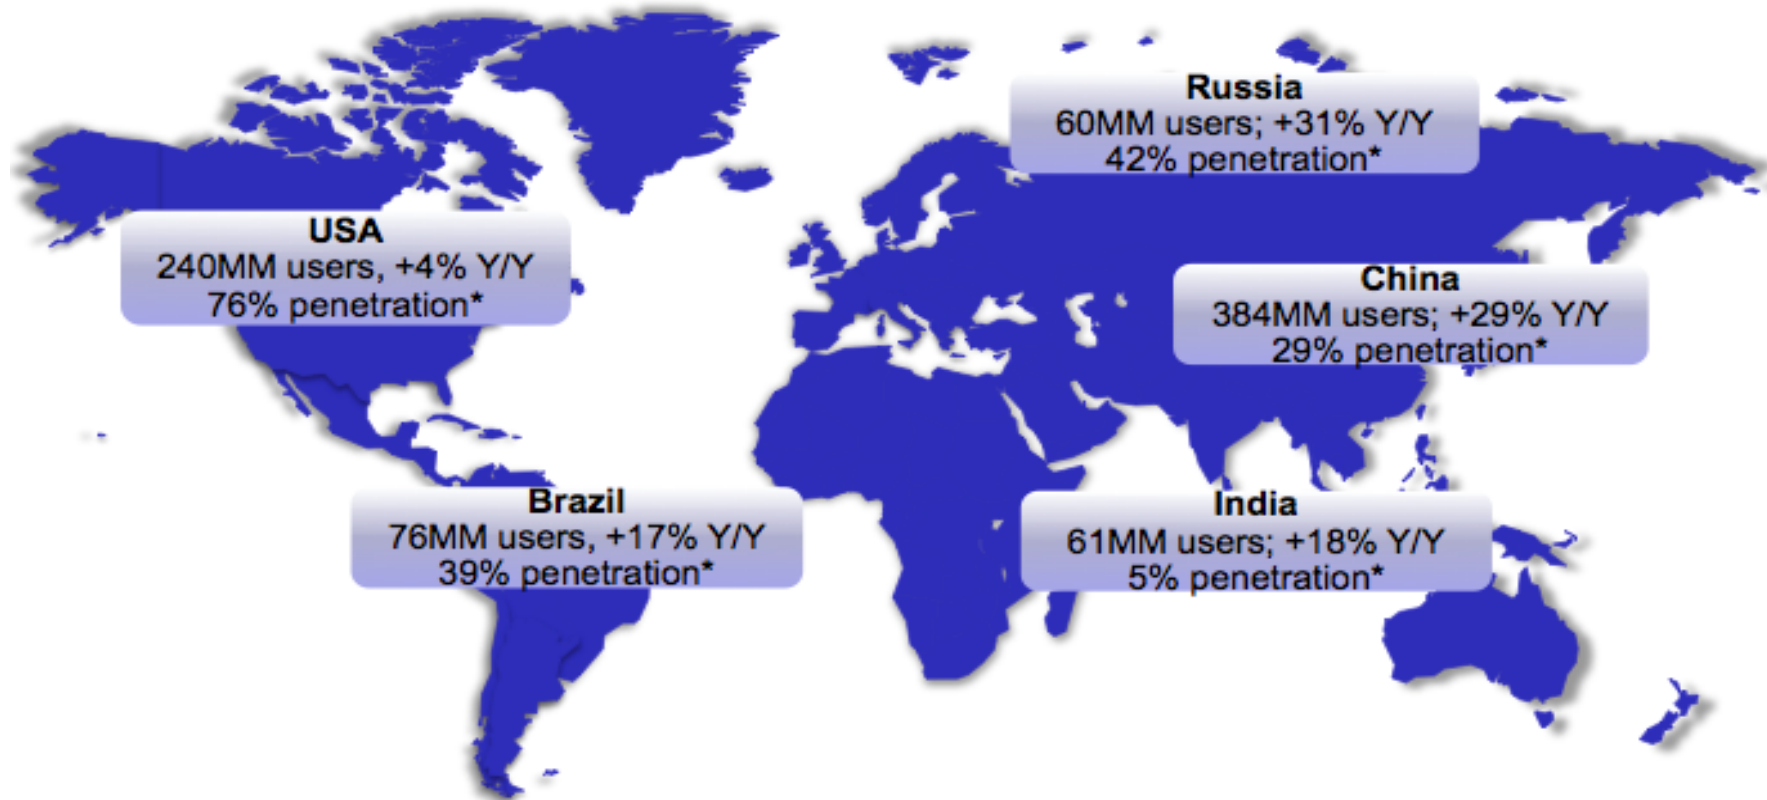 Russia
60MM users; +31% Y/Y
42% penetration*
USA
240MM users, +4% Y/Y
76% penetration*
China
384MM users; +29% Y/Y
29% penetration*
Brazil
76MM users, +17% Y/Y
39% penetration*
India
61MM users; +18% Y/Y
5% penetration*